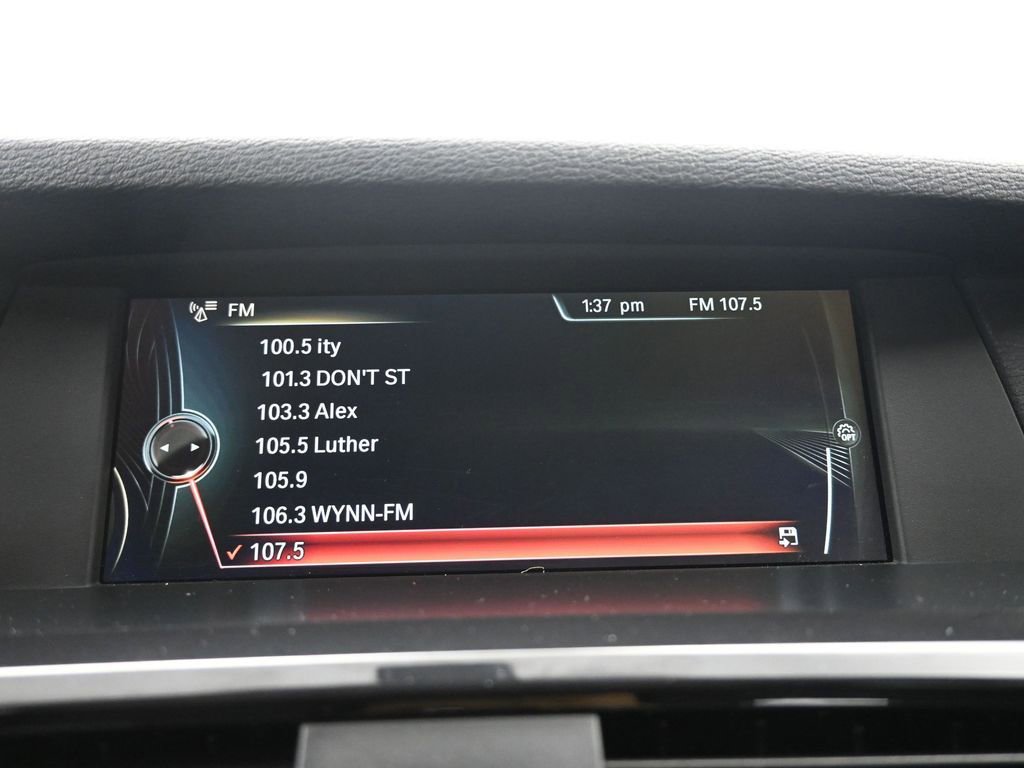 FM
1:37 pm FM 107.5
100.5 ity
101.3 DON'T ST
103.3 Alex
105.5 Luther
105.9
106.3 WYNN-FM
107.5
OPT